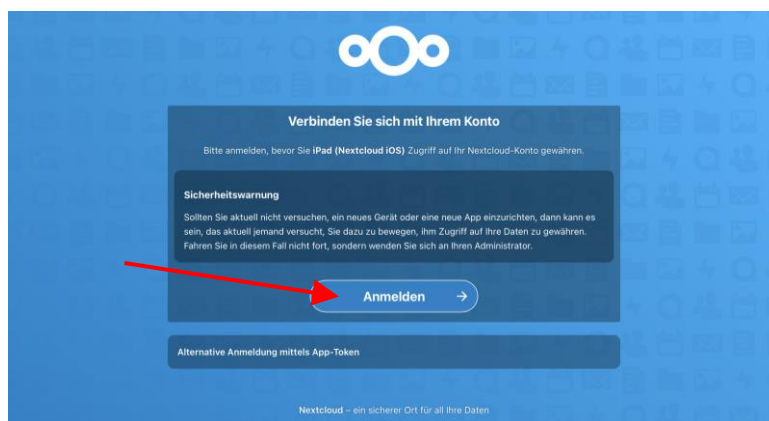 Verbinden Sie sich mit Ihrem Konto
Bitte anmelden, bevor Sie iPad (Nextcloud iOS) Zugriff auf Ihr Nextcloud-Konto gewähren.
Sicherheitswarnung
Sollten Sie aktuell nicht versuchen, ein neues Gerät oder eine neue App einzurichten, dann kann es
sein, das aktuell jemand versucht, Sie dazu zu bewegen, ihm Zugriff auf Ihre Daten zu gewähren.
Fahren Sie in diesem Fall nicht fort, sondern wenden Sie sich an Ihren Administrator.
Anmelden →
Alternative Anmeldung mittels App-Token
Nextcloud – ein sicherer Ort für all Ihre Daten